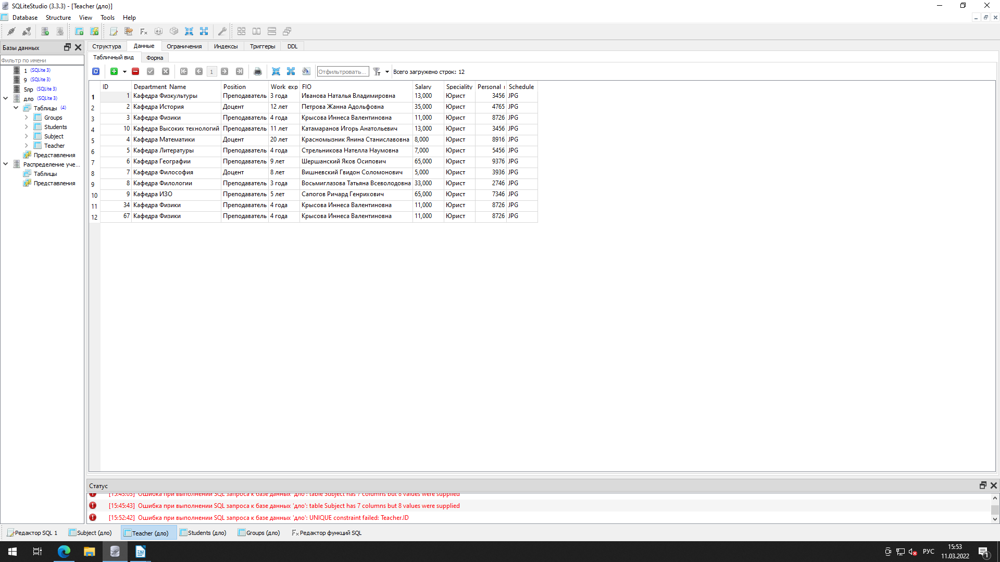 SQLiteStudio (3.3.3) - [Teacher (дло)]
Database Structure View Tools Help
Базы данных
Фильтр по имени
1 (SQLite 3)
9 (SQLite 3)
5лр (SQLite 3)
дло (SQLite 3)
Таблицы (4)
Groups
Students
Subject
Teacher
Представления
Распределение уче...
Таблицы
Представления
Структура Данные Ограничения Индексы Триггеры DDL
Табличный вид Форма
1 Отфильтровать... Всего загружено строк: 12
ID Department Name Position Work exp FIO Salary Speciality Personal Schedule
1 1 Кафедра Физкультуры Преподаватель 3 года Иванова Наталья Владимировна 13,000 Юрист 3456 JPG
2 2 Кафедра История Доцент 12 лет Петрова Жанна Адольфовна 35,000 Юрист 4765 JPG
3 3 Кафедра Физики Преподаватель 4 года Крысова Иннеса Валентиновна 11,000 Юрист 8726 JPG
4 10 Кафедра Высоких технологий Преподаватель 11 лет Катамаранов Игорь Анатольевич 13,000 Юрист 3456 JPG
5 4 Кафедра Математики Доцент 20 лет Красномызник Янина Станиславовна 8,000 Юрист 8916 JPG
6 5 Кафедра Литературы Преподаватель 4 года Стрельникова Нателла Наумовна 7,000 Юрист 5456 JPG
7 6 Кафедра Географии Преподаватель 9 лет Шершанский Яков Осипович 65,000 Юрист 9376 JPG
8 7 Кафедра Философия Доцент 8 лет Вишневский Гвидон Соломонович 5,000 Юрист 3936 JPG
9 8 Кафедра Филологии Преподаватель 3 года Восьмиглазова Татьяна Всеволодовна 33,000 Юрист 2746 JPG
10 9 Кафедра ИЗО Преподаватель 5 лет Сапогов Ричард Генрихович 65,000 Юрист 7346 JPG
11 34 Кафедра Физики Преподаватель 4 года Крысова Иннеса Валентиновна 11,000 Юрист 8726 JPG
12 67 Кафедра Физики Преподаватель 4 года Крысова Иннеса Валентиновна 11,000 Юрист 8726 JPG
Статус
Ошибка при выполнении SQL запроса к базе данных 'дло': table Subject has 7 columns but 8 values were supplied
[15:45:43] Ошибка при выполнении SQL запроса к базе данных 'дло': table Subject has 7 columns but 8 values were supplied
[15:52:42] Ошибка при выполнении SQL запроса к базе данных 'дло': UNIQUE constraint failed: Teacher.ID
Редактор SQL 1 Subject (дло) Teacher (дло) Students (дло) Groups (дло) Редактор функций SQL
РУС 15:53
11.03.2022 1